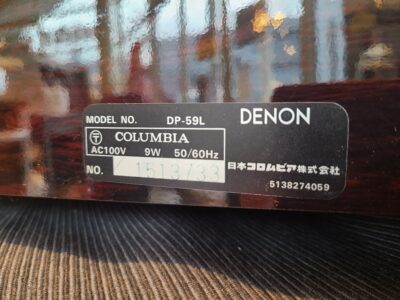 MODEL NO. DP-59L DENON
〒 COLUMBIA
AC100V 9W 50/60Hz
NO. 1513733 日本コロムビア株式会社
5138274059